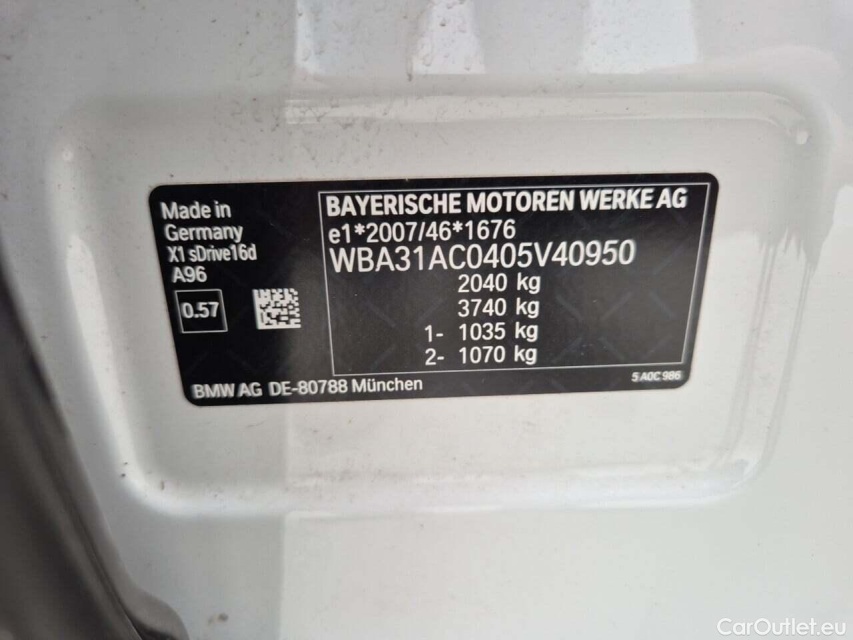 Made in
Germany
X1 sDrive16d
A96
0.57
BAYERISCHE MOTOREN WERKE AG
e1*2007/46*1676
WBA31AC0405V40950
2040 kg
3740 kg
1- 1035 kg
2- 1070 kg
BMW AG DE-80788 München
5 A0C 986
CarOutlet.eu